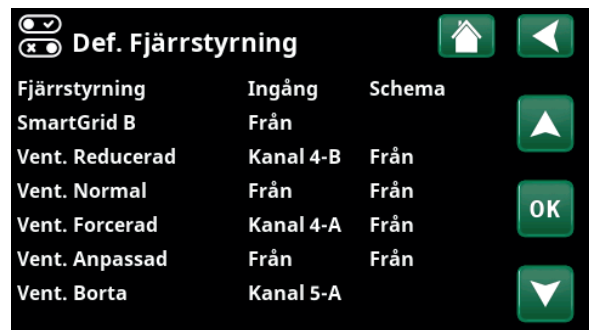 Def. Fjärrstyrning
Fjärrstyrning Ingång Schema
SmartGrid B Från
Vent. Reducerad Kanal 4-B Från
Vent. Normal Från Från
Vent. Forcerad Kanal 4-A Från
Vent. Anpassad Från Från
Vent. Borta Kanal 5-A
OK